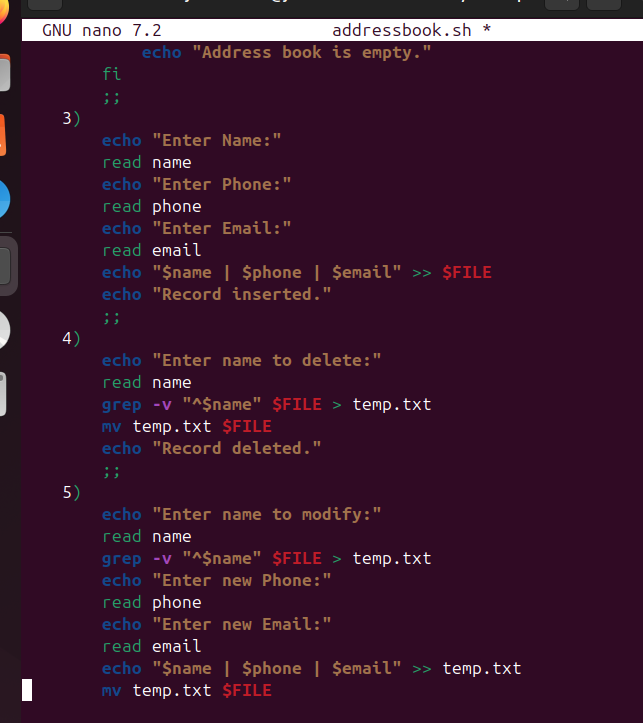 GNU nano 7.2 addressbook.sh *
echo "Address book is empty."
fi
;;
3)
echo "Enter Name:"
read name
echo "Enter Phone:"
read phone
echo "Enter Email:"
read email
echo "$name | $phone | $email" >> $FILE
echo "Record inserted."
;;
4)
echo "Enter name to delete:"
read name
grep -v "^$name" $FILE > temp.txt
mv temp.txt $FILE
echo "Record deleted."
;;
5)
echo "Enter name to modify:"
read name
grep -v "^$name" $FILE > temp.txt
echo "Enter new Phone:"
read phone
echo "Enter new Email:"
read email
echo "$name | $phone | $email" >> temp.txt
mv temp.txt $FILE